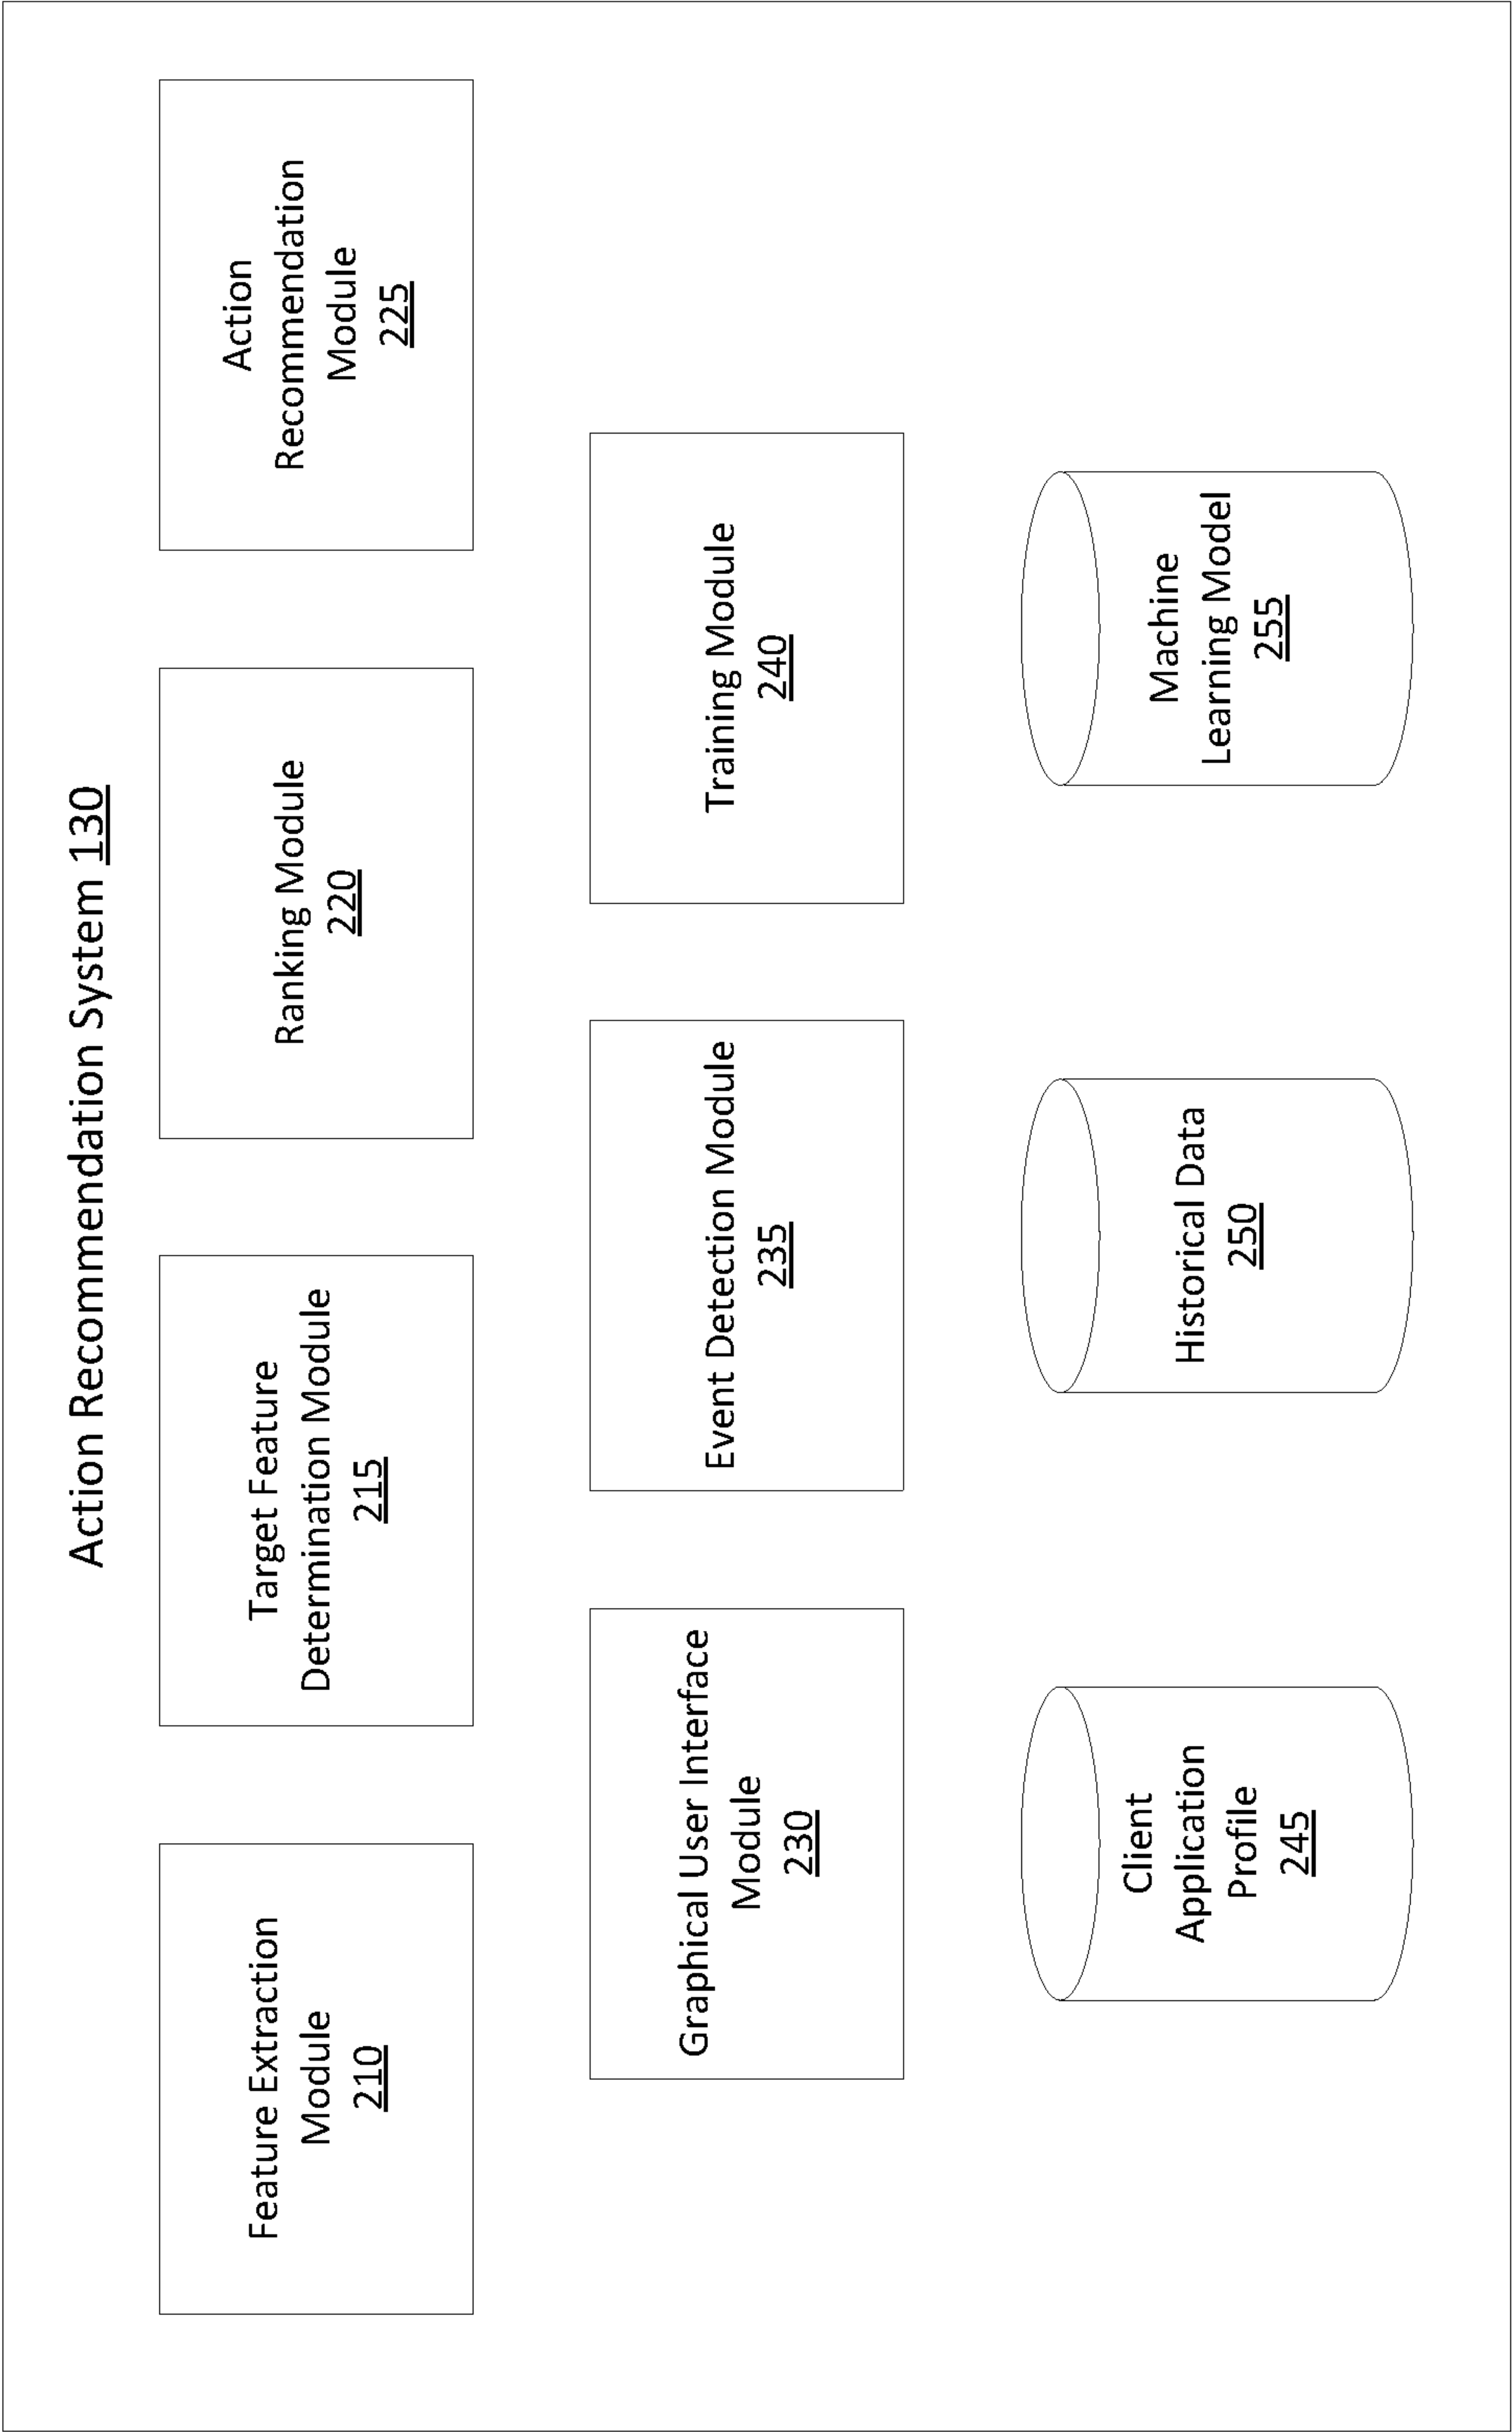 Action Recommendation System 130
Feature Extraction
Module
210
Target Feature
Determination Module
215
Ranking Module
220
Action
Recommendation
Module
225
Graphical User Interface
Module
230
Event Detection Module
235
Training Module
240
Client
Application
Profile
245
Historical Data
250
Machine
Learning Model
255